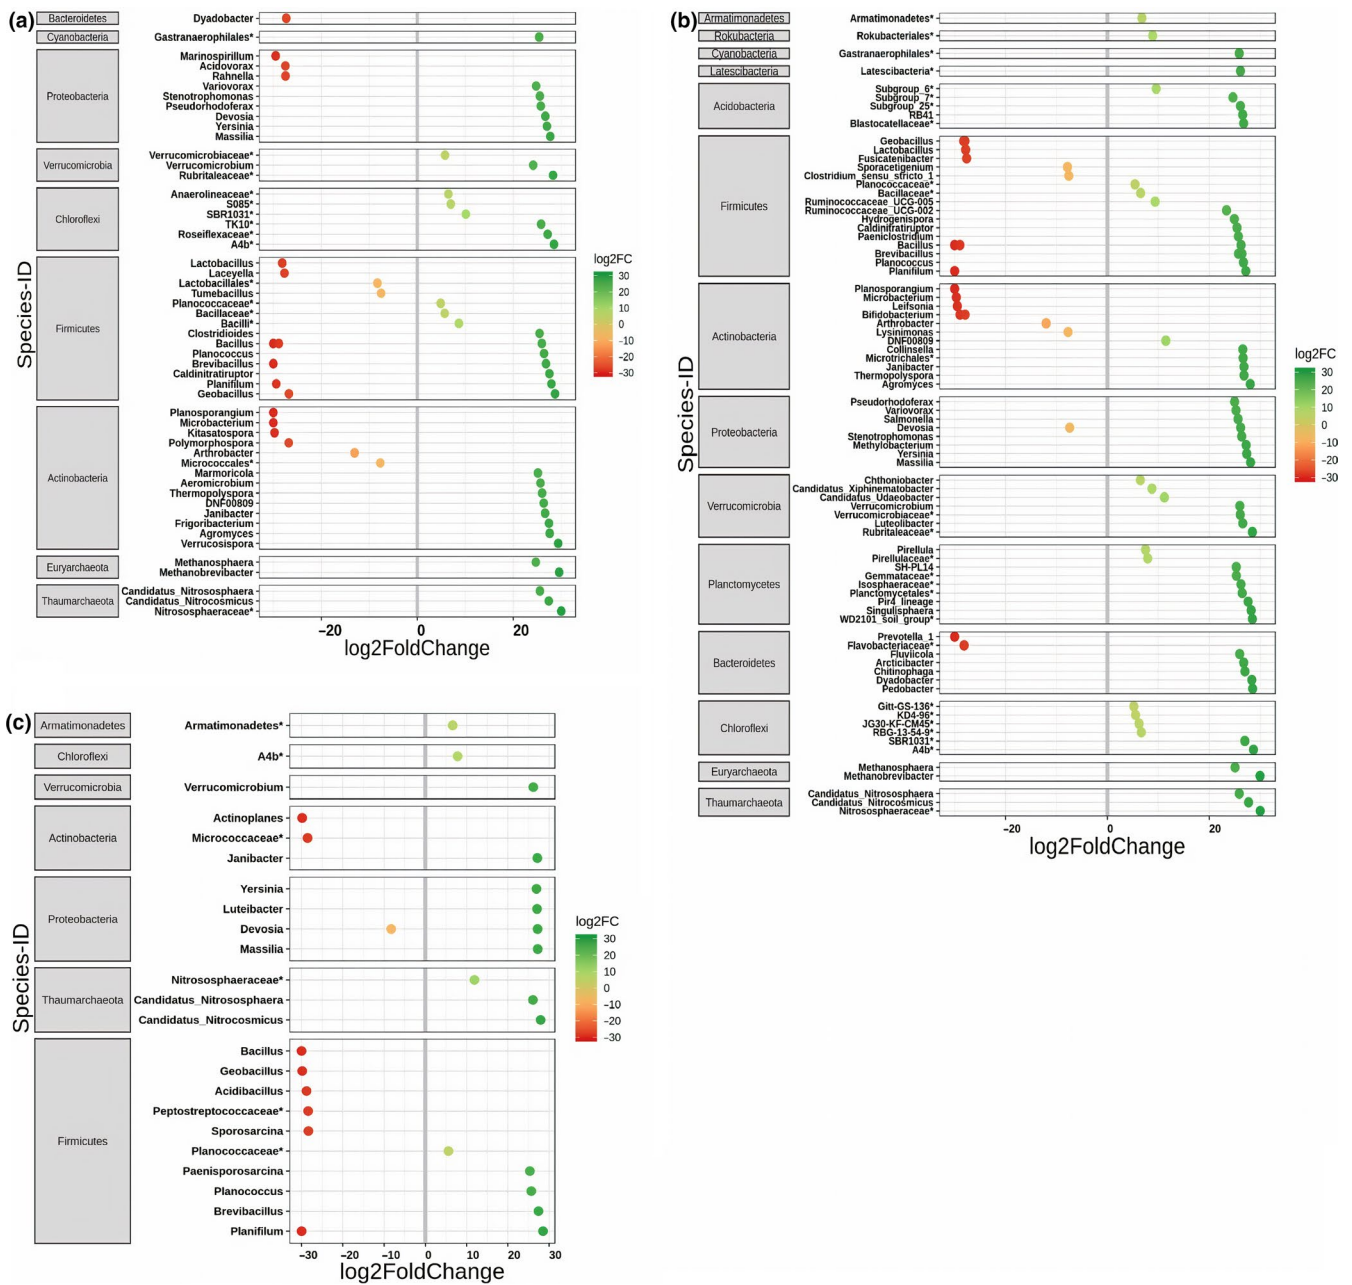 (a)
Species-ID
Bacteroidetes
Dyadobacter
Cyanobacteria
Gastranaerophilales*
Proteobacteria
Marinospirillum
Acidovorax
Rahnella
Variovorax
Stenotrophomonas
Pseudorhodoferax
Devosia
Yersinia
Massilia
Verrucomicrobia
Verrucomicrobiaceae*
Verrucomicrobium
Rubritaleaceae*
Chloroflexi
Anaerolineaceae*
S085*
SBR1031*
TK10*
Roseiflexaceae*
A4b*
Firmicutes
Lactobacillus
Laceyella
Lactobacillales*
Tumebacillus
Planococcaceae*
Bacillaceae*
Bacilli*
Clostridioides
Bacillus
Planococcus
Brevibacillus
Caldinitratiruptor
Planifilum
Geobacillus
Actinobacteria
Planosporangium
Microbacterium
Kitasatospora
Polymorphospora
Arthrobacter
Micrococcales*
Marmoricola
Aeromicrobium
Thermopolyspora
DNF00809
Janibacter
Frigoribacterium
Agromyces
Verrucosispora
Euryarchaeota
Methanosphaera
Methanobrevibacter
Thaumarchaeota
Candidatus_Nitrososphaera
Candidatus_Nitrocosmicus
Nitrososphaeraceae*
−20 0 20
log2FoldChange
log2FC
30
20
10
0
−10
−20
−30
(b)
Species-ID
Armatimonadetes
Armatimonadetes*
Rokubacteria
Rokubacteriales*
Cyanobacteria
Gastranaerophilales*
Latescibacteria
Latescibacteria*
Acidobacteria
Subgroup_6*
Subgroup_7*
Subgroup_25*
RB41
Blastocatellaceae*
Firmicutes
Geobacillus
Lactobacillus
Fusicatenibacter
Sporacetigenium
Clostridium_sensu_stricto_1
Planococcaceae*
Bacillaceae*
Ruminococcaceae_UCG-005
Ruminococcaceae_UCG-002
Hydrogenispora
Caldinitratiruptor
Paeniclostridium
Bacillus
Brevibacillus
Planococcus
Planifilum
Actinobacteria
Planosporangium
Microbacterium
Leifsonia
Bifidobacterium
Arthrobacter
Lysinimonas
DNF00809
Collinsella
Microtrichales*
Janibacter
Thermopolyspora
Agromyces
Proteobacteria
Pseudorhodoferax
Variovorax
Salmonella
Devosia
Stenotrophomonas
Methylobacterium
Yersinia
Massilia
Verrucomicrobia
Chthoniobacter
Candidatus_Xiphinematobacter
Candidatus_Udaeobacter
Verrucomicrobium
Verrucomicrobiaceae*
Luteolibacter
Rubritaleaceae*
Planctomycetes
Pirellula
Pirellulaceae*
SH-PL14
Gemmataceae*
Isosphaeraceae*
Planctomycetales*
Pir4_lineage
Singulisphaera
WD2101_soil_group*
Bacteroidetes
Prevotella_1
Flavobacteriaceae*
Fluviicola
Arcticibacter
Chitinophaga
Dyadobacter
Pedobacter
Chloroflexi
Gitt-GS-136*
KD4-96*
JG30-KF-CM45*
RBG-13-54-9*
SBR1031*
A4b*
Euryarchaeota
Methanosphaera
Methanobrevibacter
Thaumarchaeota
Candidatus_Nitrososphaera
Candidatus_Nitrocosmicus
Nitrososphaeraceae*
−20 0 20
log2FoldChange
log2FC
30
20
10
0
−10
−20
−30
(c)
Species-ID
Armatimonadetes
Armatimonadetes*
Chloroflexi
A4b*
Verrucomicrobia
Verrucomicrobium
Actinobacteria
Actinoplanes
Micrococcaceae*
Janibacter
Proteobacteria
Yersinia
Luteibacter
Devosia
Massilia
Thaumarchaeota
Nitrososphaeraceae*
Candidatus_Nitrososphaera
Candidatus_Nitrocosmicus
Firmicutes
Bacillus
Geobacillus
Acidibacillus
Peptostreptococcaceae*
Sporosarcina
Planococcaceae*
Paenisporosarcina
Planococcus
Brevibacillus
Planifilum
−30 −20 −10 0 10 20 30
log2FoldChange
log2FC
30
20
10
0
−10
−20
−30